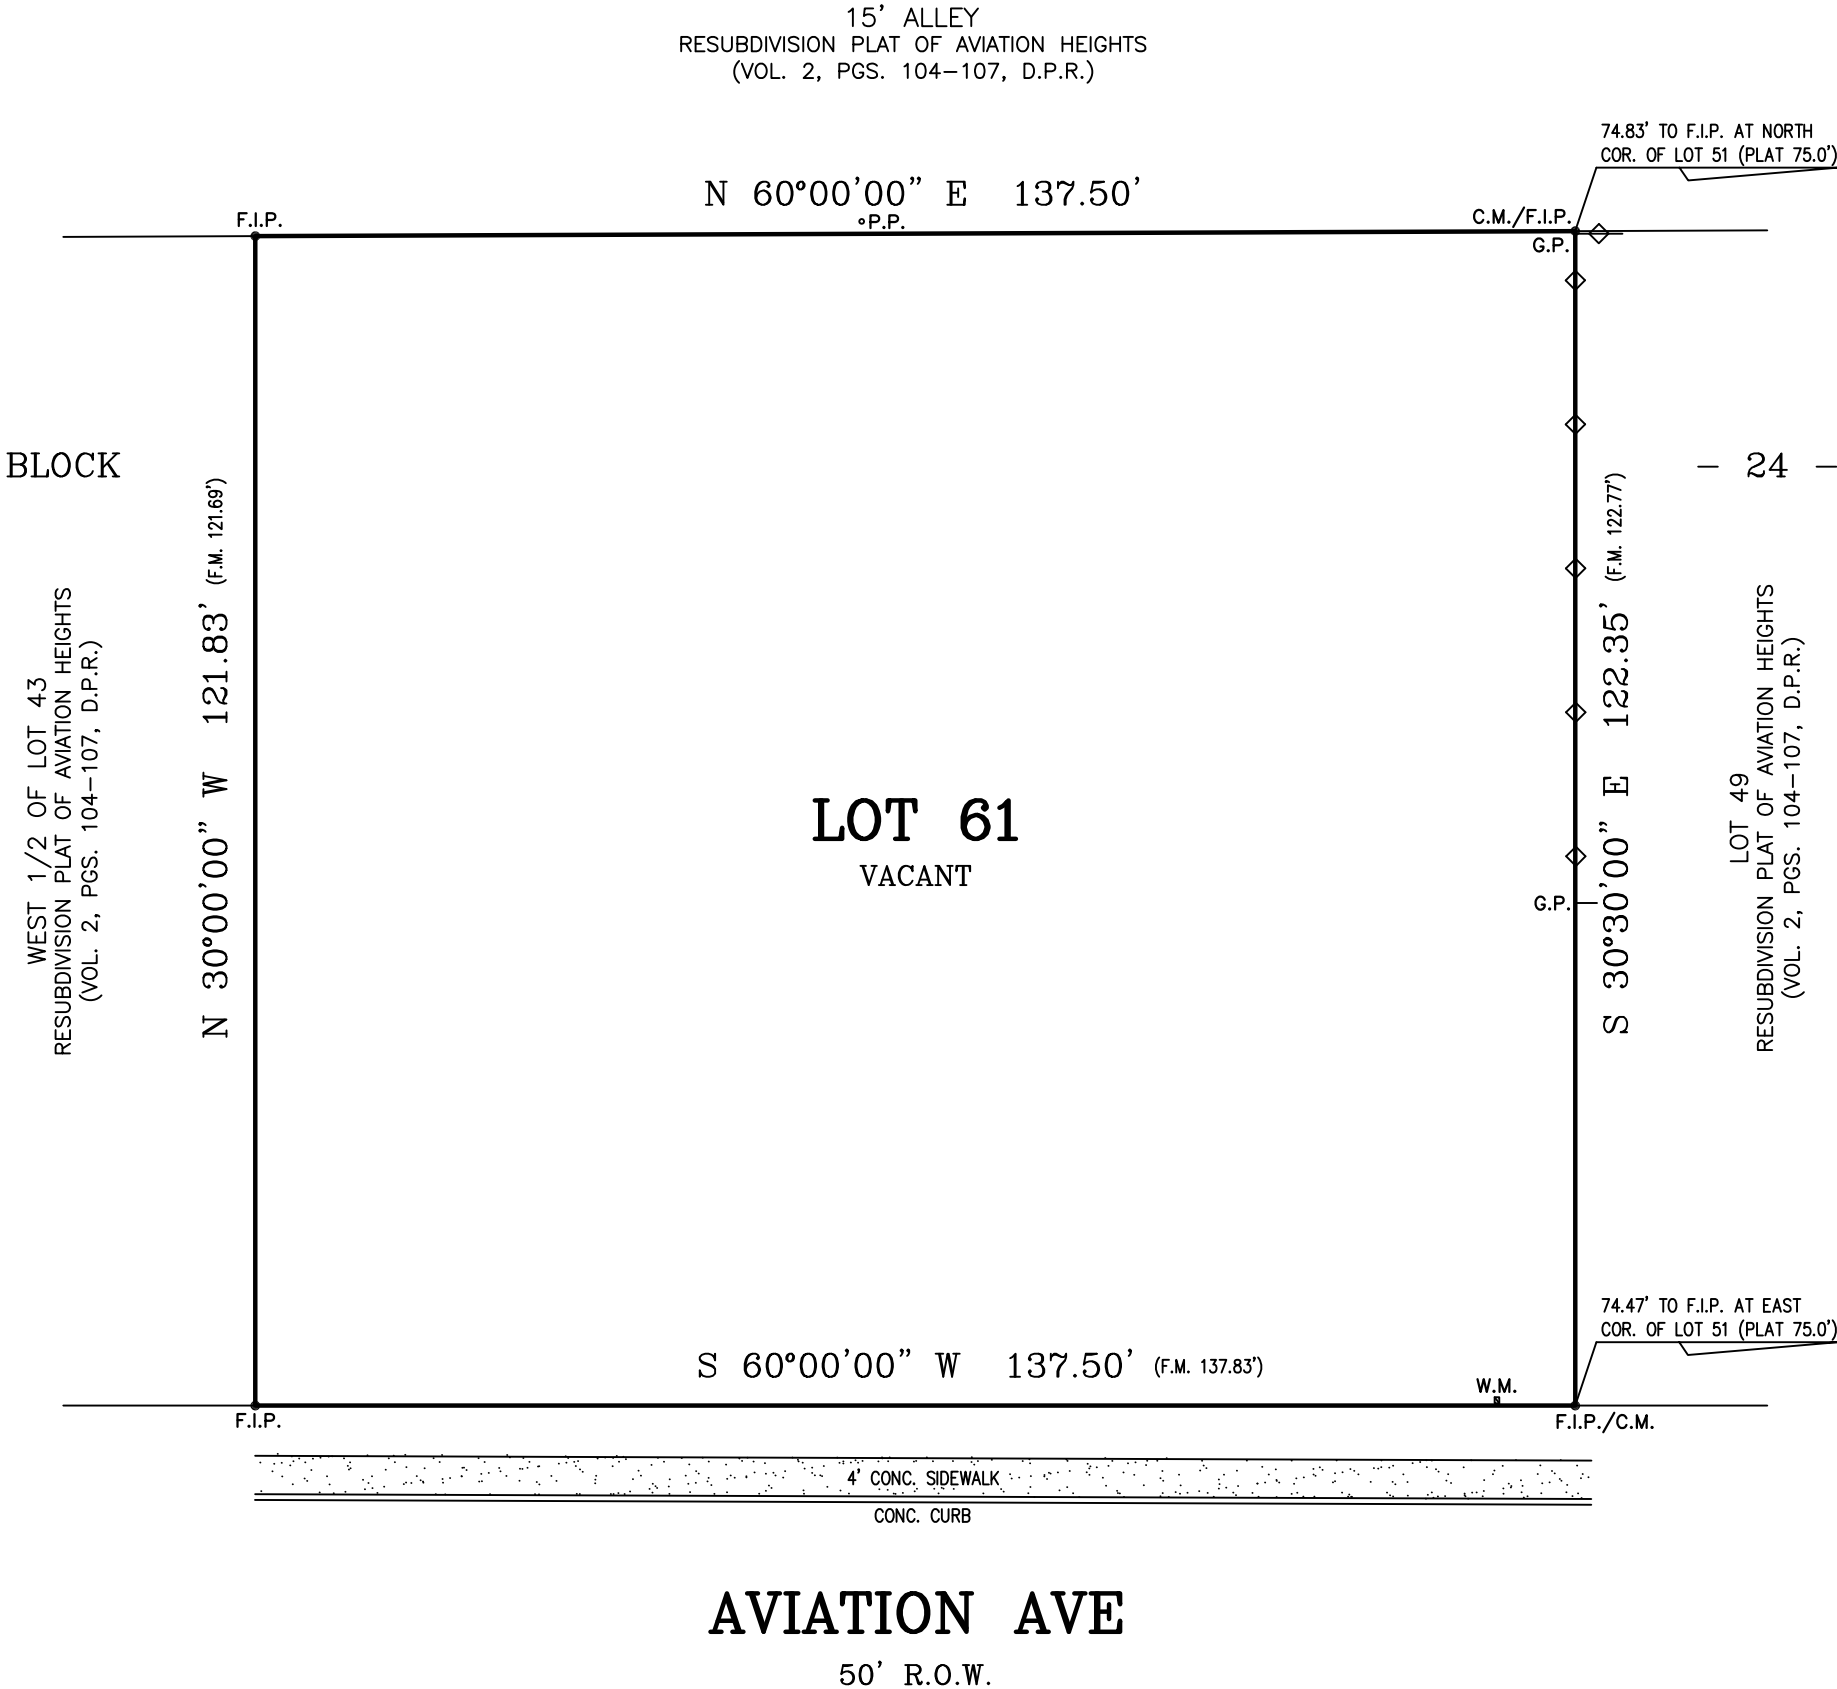 15' ALLEY
RESUBDIVISION PLAT OF AVIATION HEIGHTS
(VOL. 2, PGS. 104-107, D.P.R.)
74.83' TO F.I.P. AT NORTH
COR. OF LOT 51 (PLAT 75.0')
N 60°00'00" E 137.50'
F.I.P.
P.P.
C.M./F.I.P.
G.P.
BLOCK
- 24 -
WEST 1/2 OF LOT 43
RESUBDIVISION PLAT OF AVIATION HEIGHTS
(VOL. 2, PGS. 104-107, D.P.R.)
N 30°00'00" W 121.83' (F.M. 121.69')
LOT 61
VACANT
G.P.
S 30°30'00" E 122.35' (F.M. 122.77')
LOT 49
RESUBDIVISION PLAT OF AVIATION HEIGHTS
(VOL. 2, PGS. 104-107, D.P.R.)
74.47' TO F.I.P. AT EAST
COR. OF LOT 51 (PLAT 75.0')
S 60°00'00" W 137.50' (F.M. 137.83')
W.M.
F.I.P.
F.I.P./C.M.
4' CONC. SIDEWALK
CONC. CURB
AVIATION AVE
50' R.O.W.